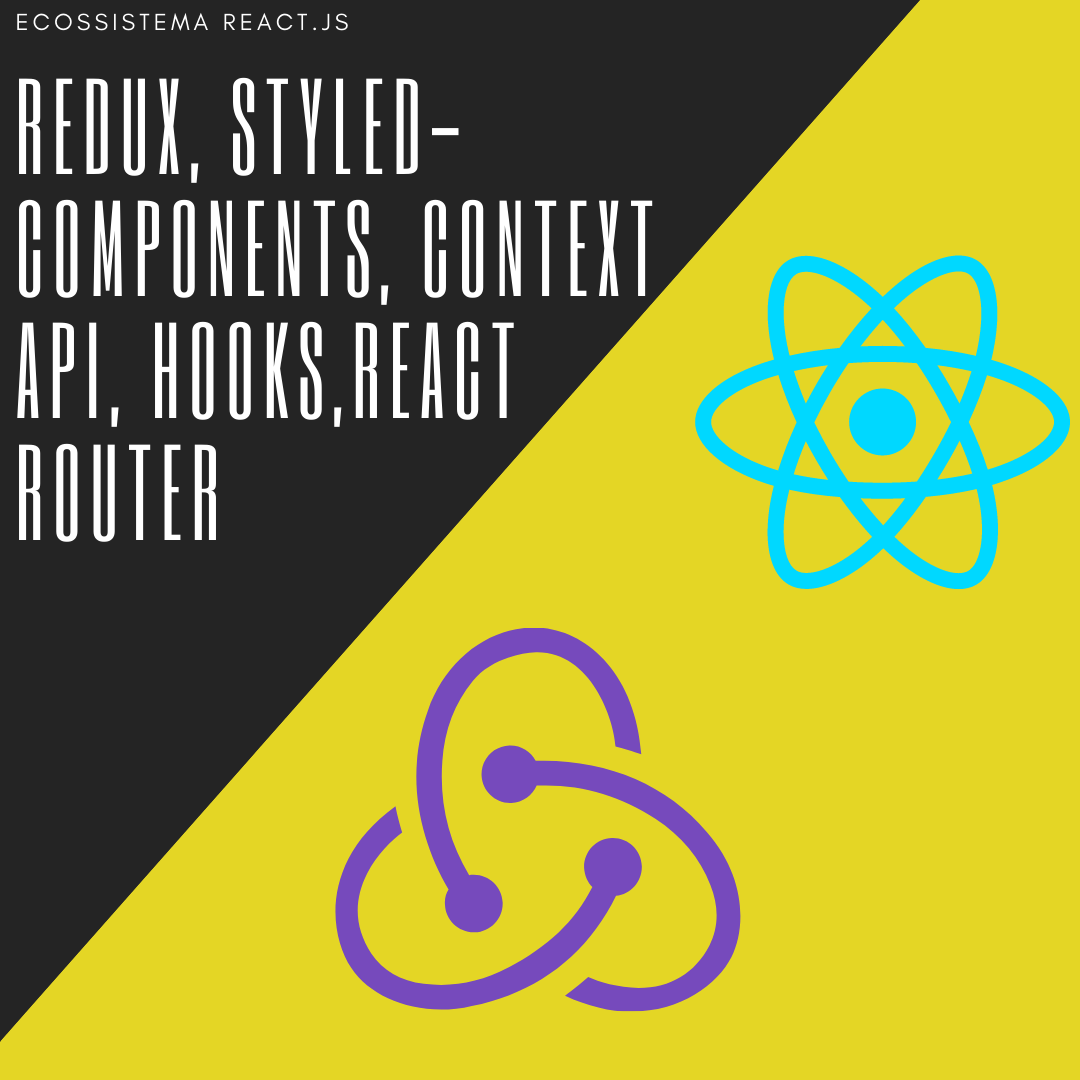 ECOSSISTEMA REACT.JS
REDUX, STYLED-
COMPONENTS, CONTEXT
API, HOOKS,REACT
ROUTER